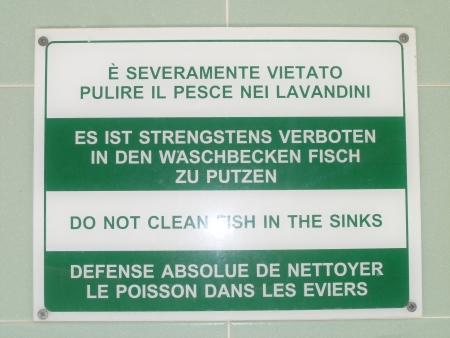 È SEVERAMENTE VIETATO
PULIRE IL PESCE NEI LAVANDINI
ES IST STRENGSTENS VERBOTEN
IN DEN WASCHBECKEN FISCH
ZU PUTZEN
DO NOT CLEAN FISH IN THE SINKS
DEFENSE ABSOLUE DE NETTOYER
LE POISSON DANS LES EVIERS